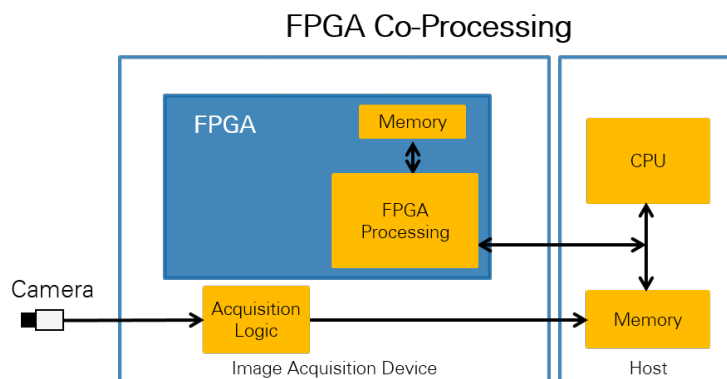 FPGA Co-Processing
FPGA
Memory
CPU
FPGA
Processing
Camera
Acquisition
Logic
Memory
Image Acquisition Device
Host